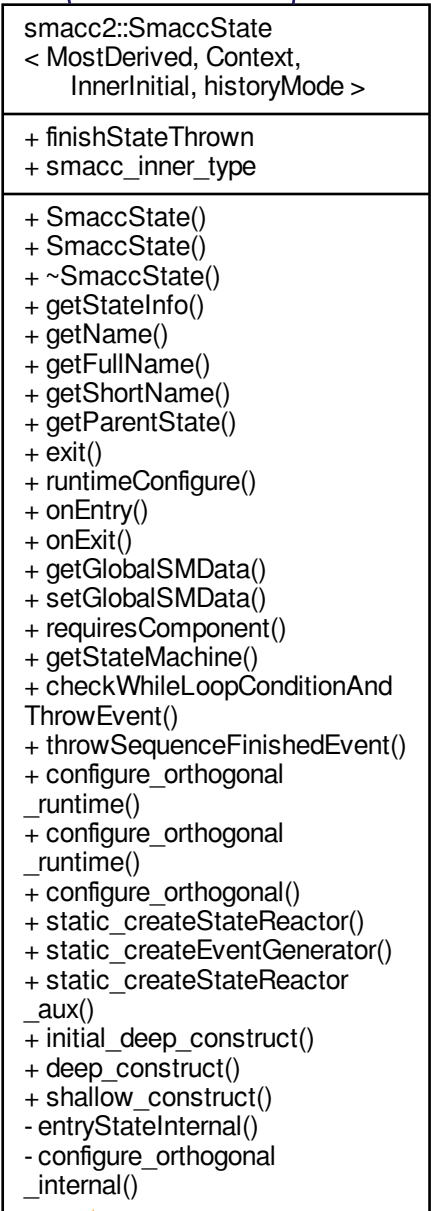 smacc2::SmaccState
< MostDerived, Context,
InnerInitial, historyMode >
+ finishStateThrown
+ smacc_inner_type
+ SmaccState()
+ SmaccState()
+ ~SmaccState()
+ getStateInfo()
+ getName()
+ getFullName()
+ getShortName()
+ getParentState()
+ exit()
+ runtimeConfigure()
+ onEntry()
+ onExit()
+ getGlobalSMData()
+ setGlobalSMData()
+ requiresComponent()
+ getStateMachine()
+ checkWhileLoopConditionAnd
ThrowEvent()
+ throwSequenceFinishedEvent()
+ configure_orthogonal
_runtime()
+ configure_orthogonal
_runtime()
+ configure_orthogonal()
+ static_createStateReactor()
+ static_createEventGenerator()
+ static_createStateReactor
_aux()
+ initial_deep_construct()
+ deep_construct()
+ shallow_construct()
- entryStateInternal()
- configure_orthogonal
_internal()